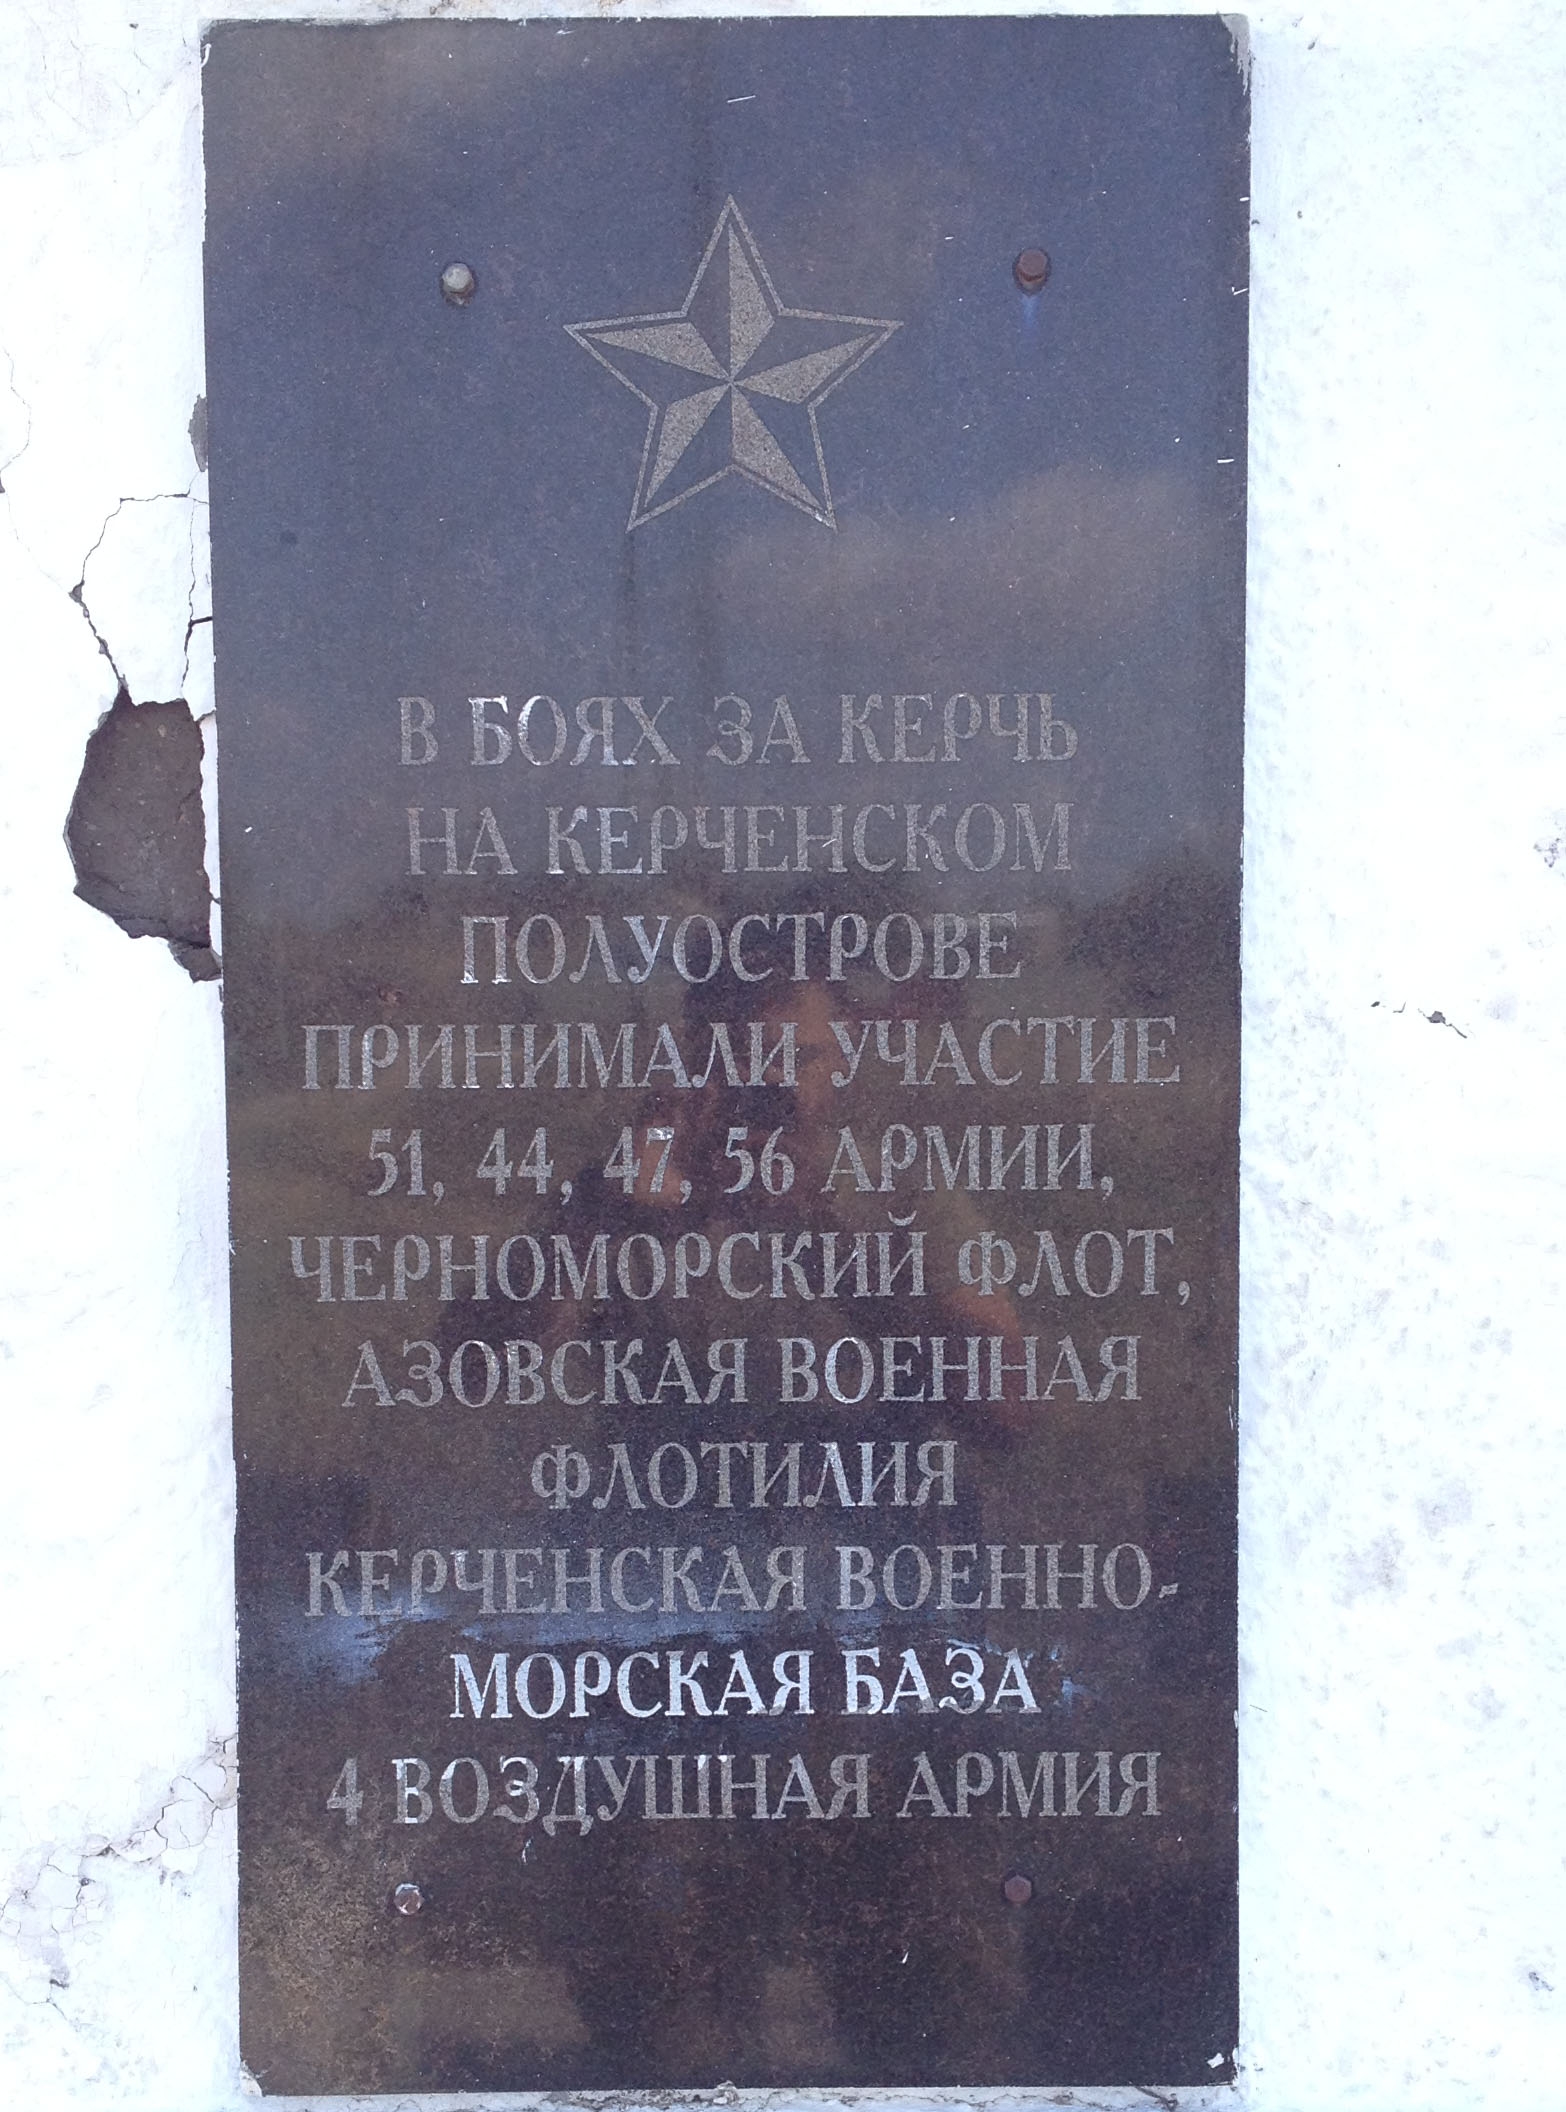 В БОЯХ ЗА КЕРЧЬ
НА КЕРЧЕНСКОМ
ПОЛУОСТРОВЕ
ПРИНИМАЛИ УЧАСТИЕ
51, 44, 47, 56 АРМИИ,
ЧЕРНОМОРСКИЙ ФЛОТ,
АЗОВСКАЯ ВОЕННАЯ
ФЛОТИЛИЯ
КЕРЧЕНСКАЯ ВОЕННО-
МОРСКАЯ БАЗА
4 ВОЗДУШНАЯ АРМИЯ